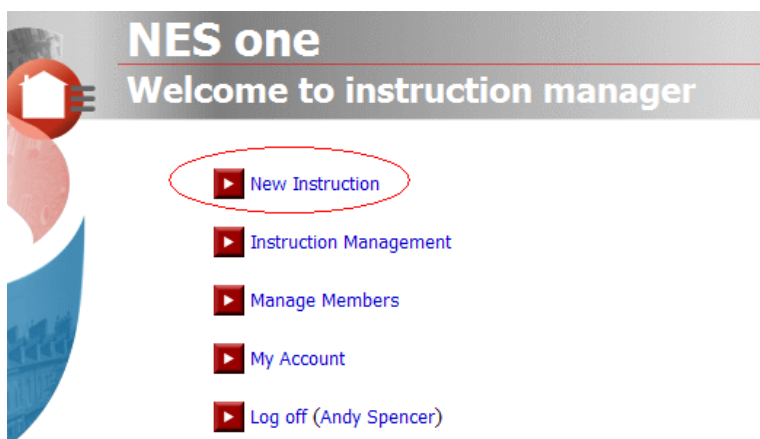 NES one
Welcome to instruction manager
New Instruction
Instruction Management
Manage Members
My Account
Log off (Andy Spencer)